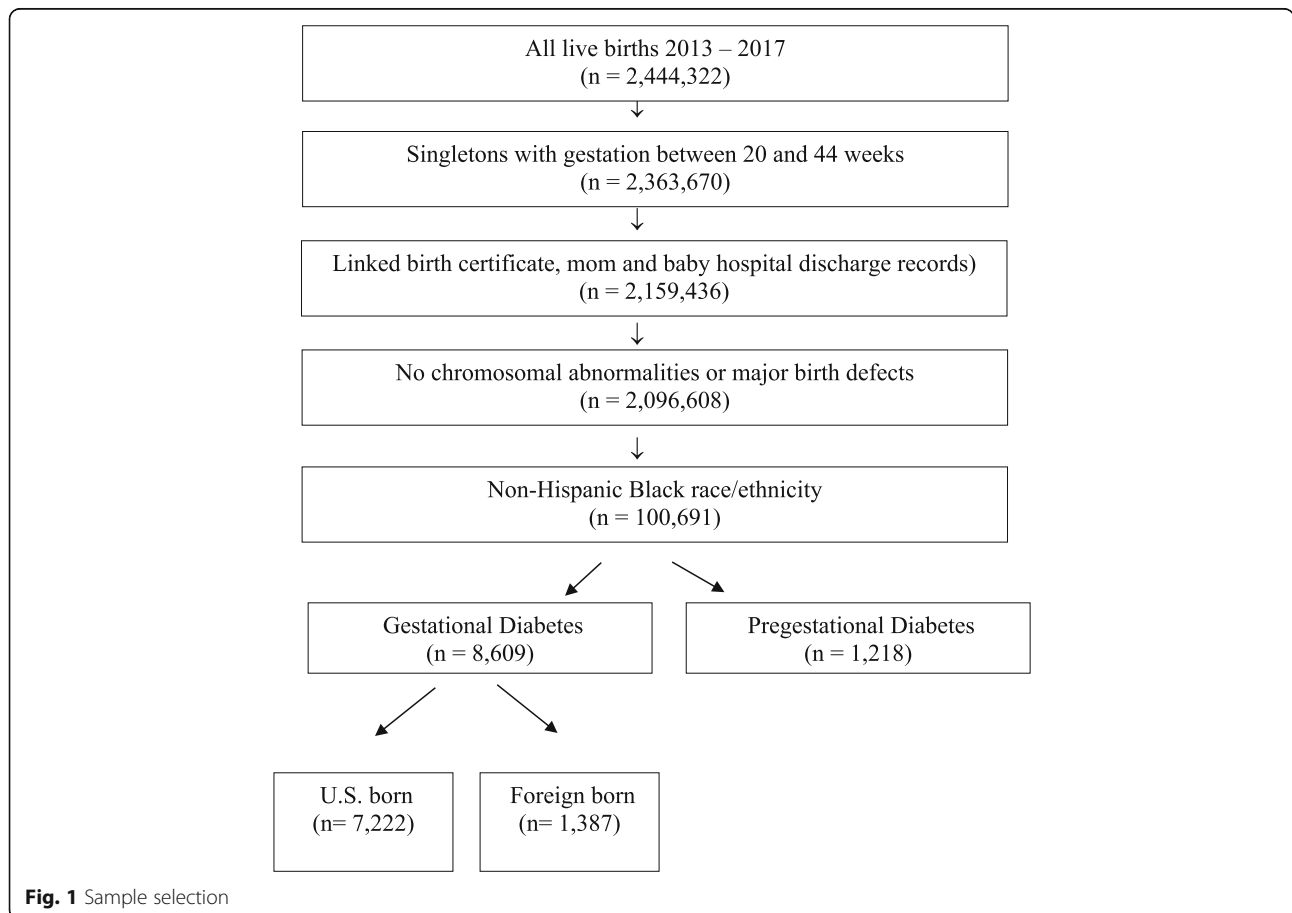 All live births 2013 – 2017
(n = 2,444,322)
Singletons with gestation between 20 and 44 weeks
(n = 2,363,670)
Linked birth certificate, mom and baby hospital discharge records)
(n = 2,159,436)
No chromosomal abnormalities or major birth defects
(n = 2,096,608)
Non-Hispanic Black race/ethnicity
(n = 100,691)
Gestational Diabetes
(n = 8,609)
Pregestational Diabetes
(n = 1,218)
U.S. born
(n= 7,222)
Foreign born
(n= 1,387)
Fig. 1 Sample selection